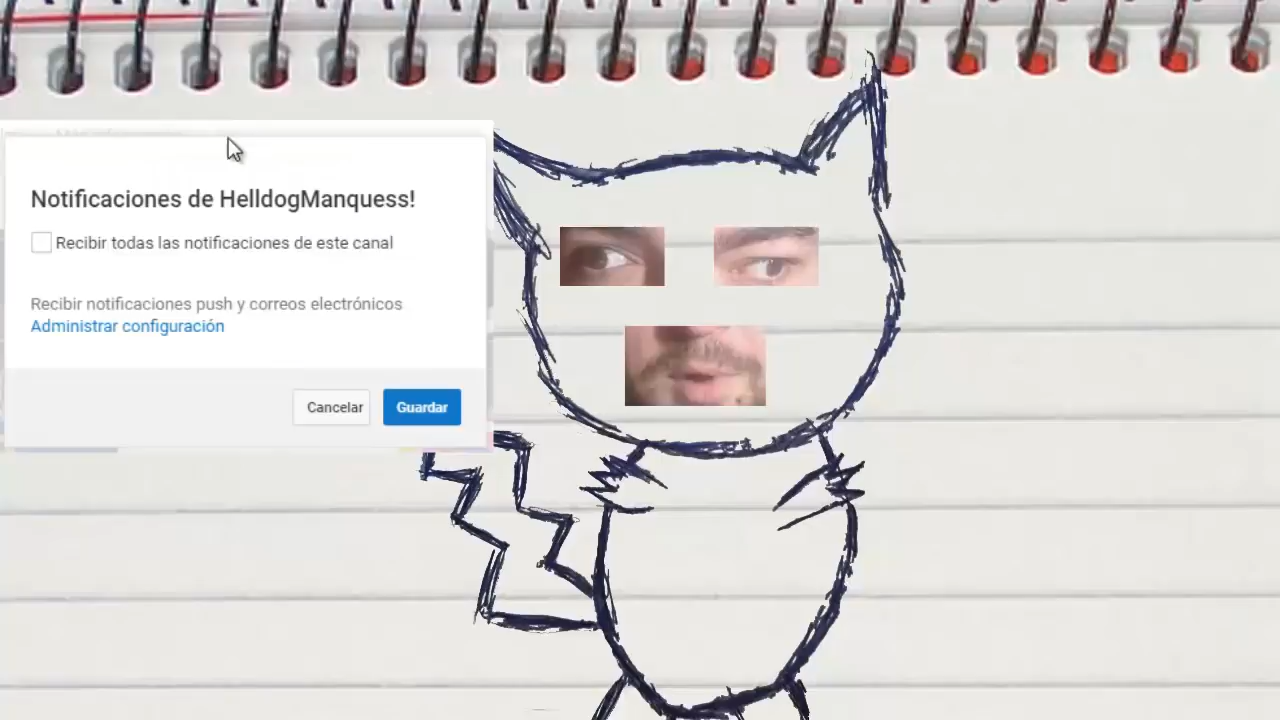 Notificaciones de HelldogManquess!
Recibir todas las notificaciones de este canal
Recibir notificaciones push y correos electrónicos
Administrar configuración
Cancelar
Guardar